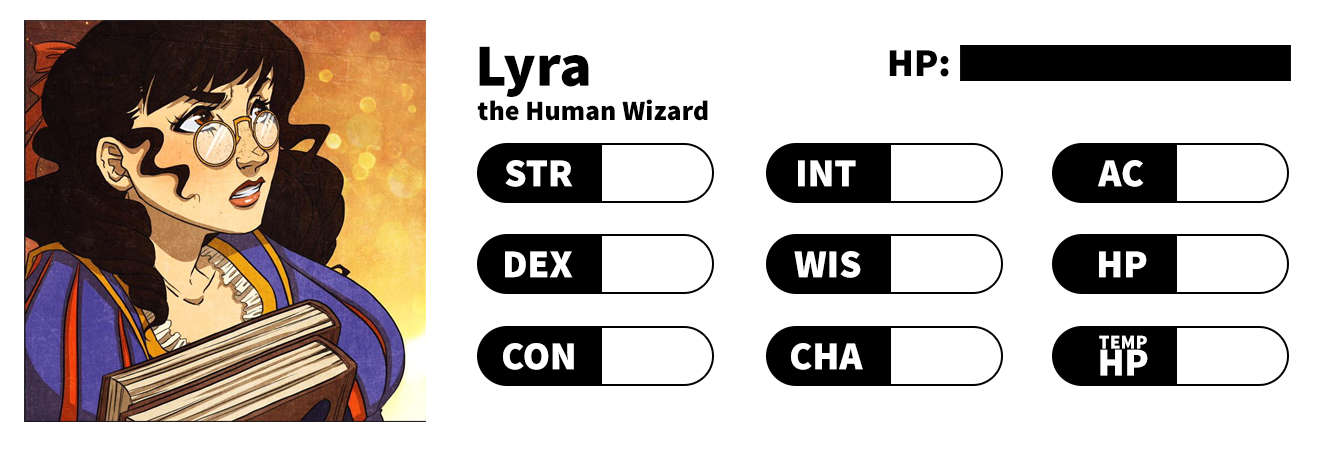 Lyra
HP:
the Human Wizard
STR
INT
AC
DEX
WIS
HP
CON
CHA
TEMP
HP